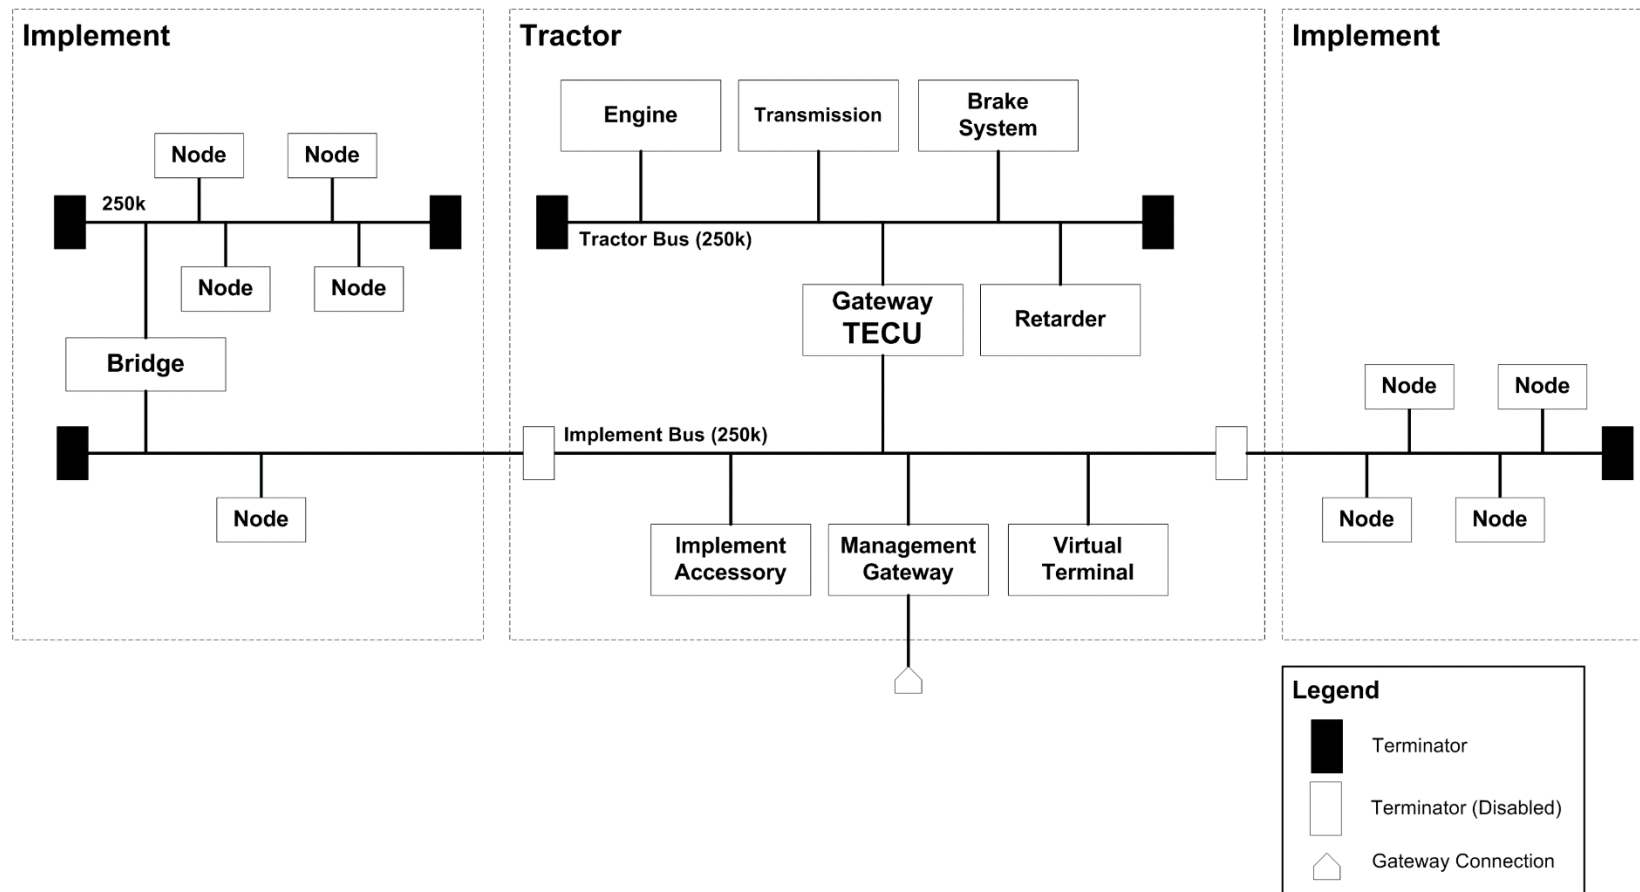 Implement
Tractor
Implement
Engine
Transmission
Brake
System
Node
Node
250k
Tractor Bus (250k)
Node
Node
Gateway
TECU
Retarder
Bridge
Node
Node
Implement Bus (250k)
Node
Node
Node
Implement
Accessory
Management
Gateway
Virtual
Terminal
Legend
Terminator
Terminator (Disabled)
Gateway Connection